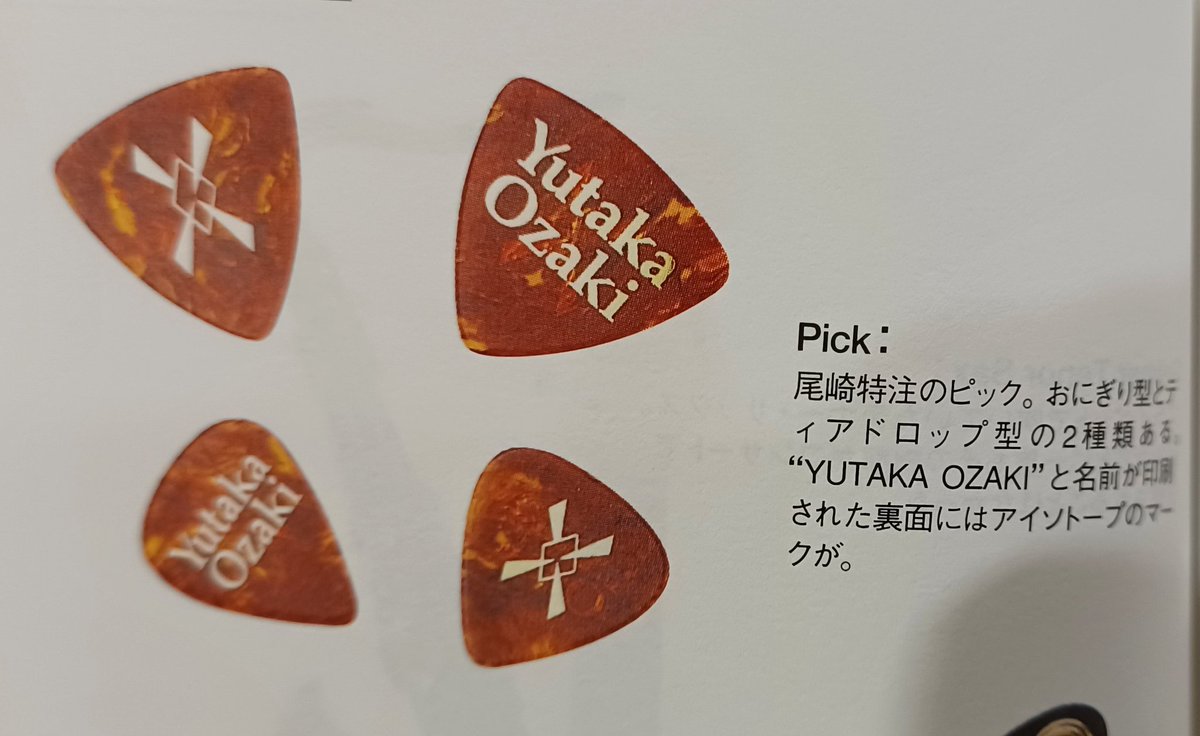 Yutaka
Ozaki
Yutaka
Ozaki
Pick：
尾崎特注のピック。おにぎり型とテ
ィアドロップ型の2種類ある。
“YUTAKA OZAKI”と名前が印刷
された裏面にはアイソトープのマー
クが。